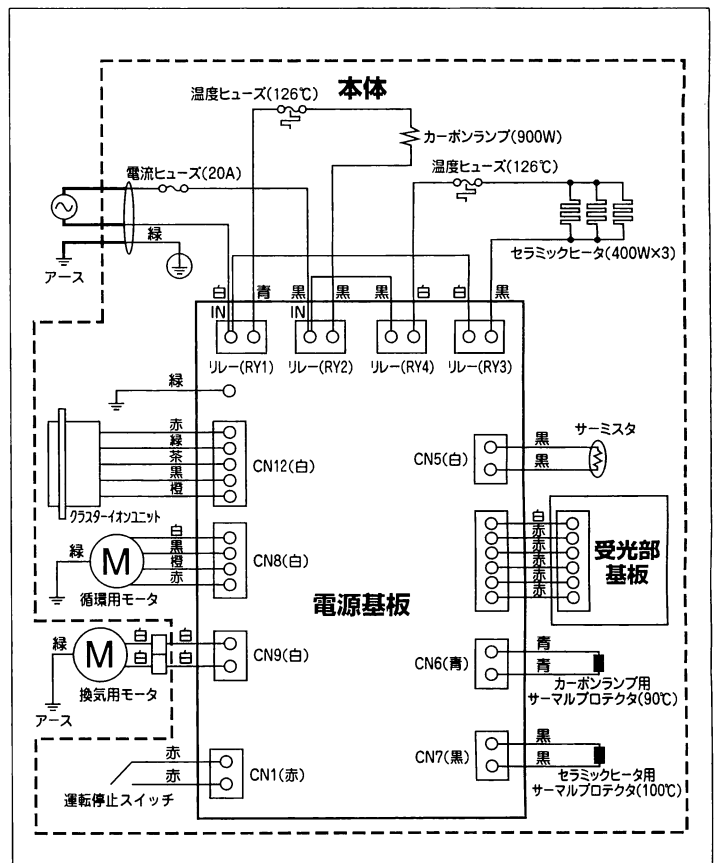 本体
温度ヒューズ(126℃)
カーボンランプ(900W)
電流ヒューズ(20A)
温度ヒューズ(126℃)
緑
アース
セラミックヒータ(400W×3)
白 青 黒 黒 黒 白 白 黒
IN IN
リレー(RY1) リレー(RY2) リレー(RY4) リレー(RY3)
緑
赤
緑
茶
黒
橙
CN12(白)
クラスターイオンユニット
サーミスタ
黒
黒
CN5(白)
緑
M
白
黒
橙
赤
CN8(白)
循環用モータ
白
赤
赤
赤
赤
赤
受光部
基板
電源基板
緑
M
白 白
白 白
CN9(白)
換気用モータ
アース
青
青
CN6(青)
カーボンランプ用
サーマルプロテクタ(90℃)
赤
赤
CN1(赤)
運転停止スイッチ
黒
黒
CN7(黒)
セラミックヒータ用
サーマルプロテクタ(100℃)